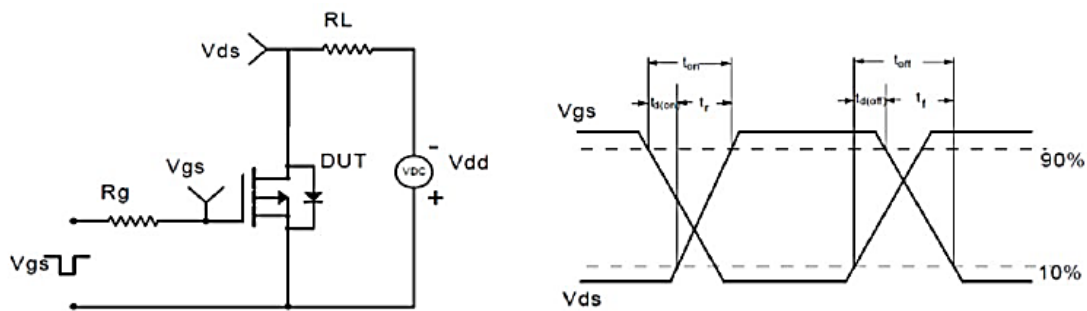 RL
Vds
Vgs
DUT
Rg
VDC
-
+
Vdd
Vgs
ton
toff
td(on)
tr
td(off)
tf
Vgs
90%
10%
Vds